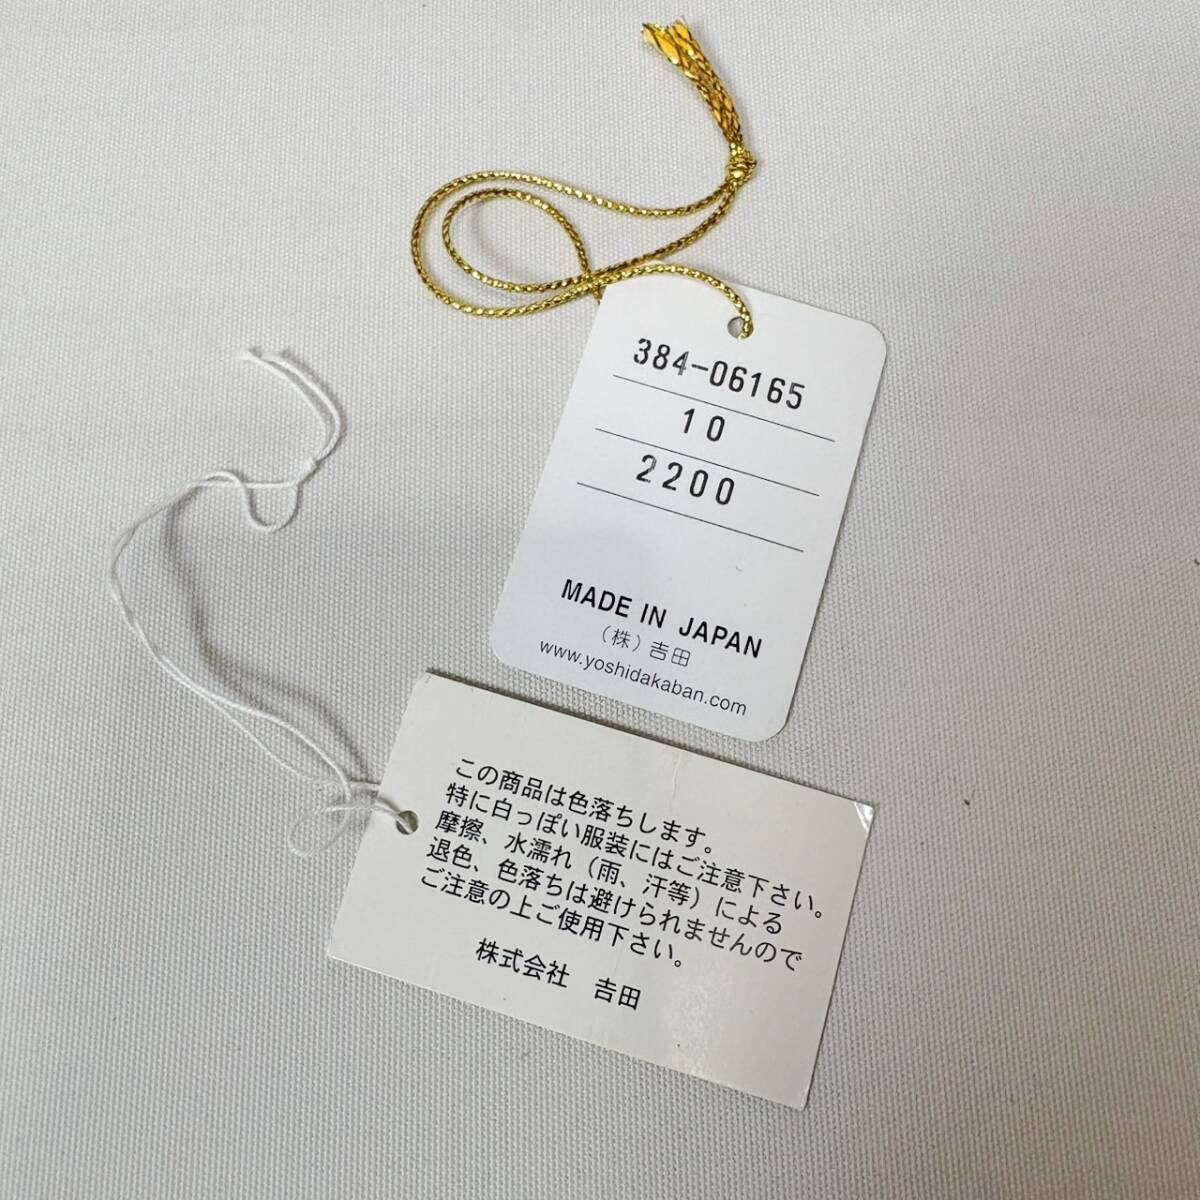 384-06165
10
2200
MADE IN JAPAN
(株)吉田
www.yoshidakaban.com
この商品は色落ちします。
特に白っぽい服装にはご注意下さい。
摩擦、水濡れ(雨、汗等)による
退色、色落ちは避けられませんので
ご注意の上ご使用下さい。
株式会社 吉田